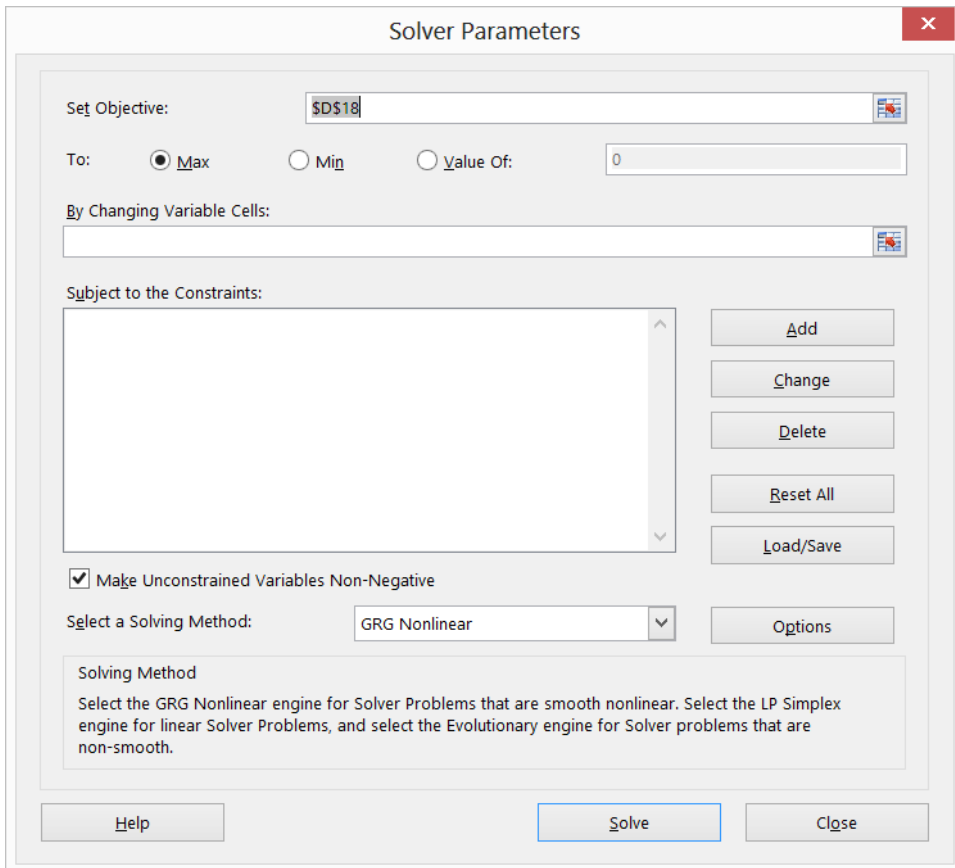 Solver Parameters
Set Objective:
$D$18
To:
Max
Min
Value Of:
0
By Changing Variable Cells:
Subject to the Constraints:
Add
Change
Delete
Reset All
Load/Save
Make Unconstrained Variables Non-Negative
Select a Solving Method:
GRG Nonlinear
Options
Solving Method
Select the GRG Nonlinear engine for Solver Problems that are smooth nonlinear. Select the LP Simplex
engine for linear Solver Problems, and select the Evolutionary engine for Solver problems that are
non-smooth.
Help
Solve
Close